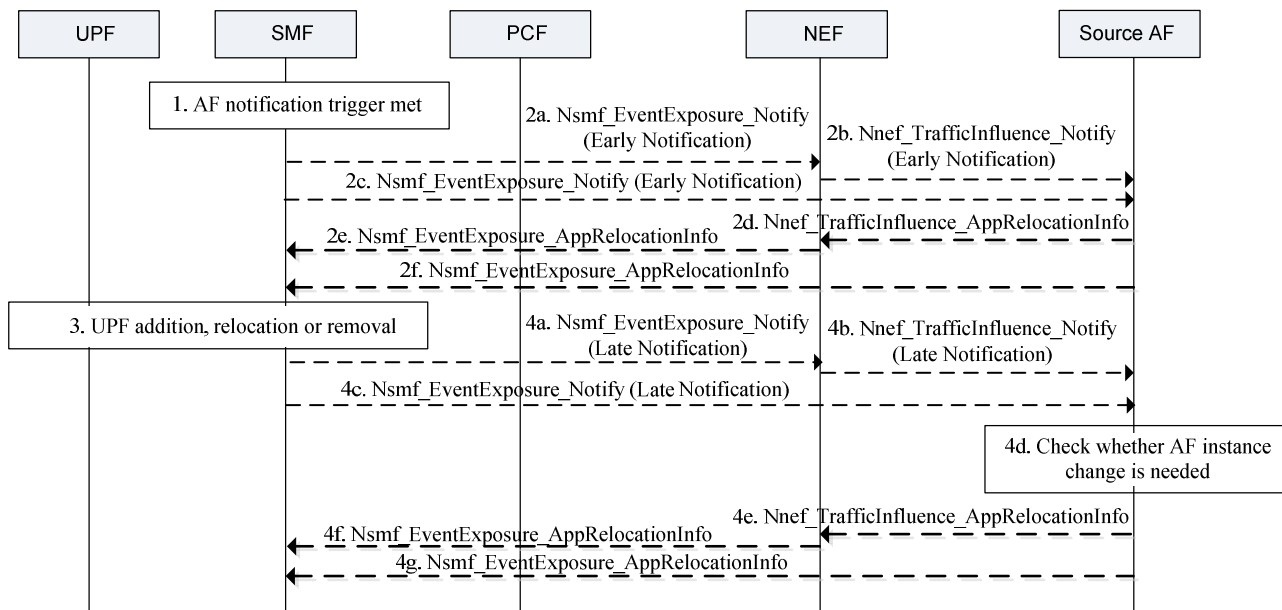 UPF
SMF
PCF
NEF
Source AF
1. AF notification trigger met
2a. Nsmf_EventExposure_Notify
(Early Notification)
2b. Nnef_TrafficInfluence_Notify
(Early Notification)
2c. Nsmf_EventExposure_Notify (Early Notification)
2d. Nnef_TrafficInfluence_AppRelocationInfo
2e. Nsmf_EventExposure_AppRelocationInfo
2f. Nsmf_EventExposure_AppRelocationInfo
3. UPF addition, relocation or removal
4a. Nsmf_EventExposure_Notify
(Late Notification)
4b. Nnef_TrafficInfluence_Notify
(Late Notification)
4c. Nsmf_EventExposure_Notify (Late Notification)
4d. Check whether AF instance
change is needed
4e. Nnef_TrafficInfluence_AppRelocationInfo
4f. Nsmf_EventExposure_AppRelocationInfo
4g. Nsmf_EventExposure_AppRelocationInfo